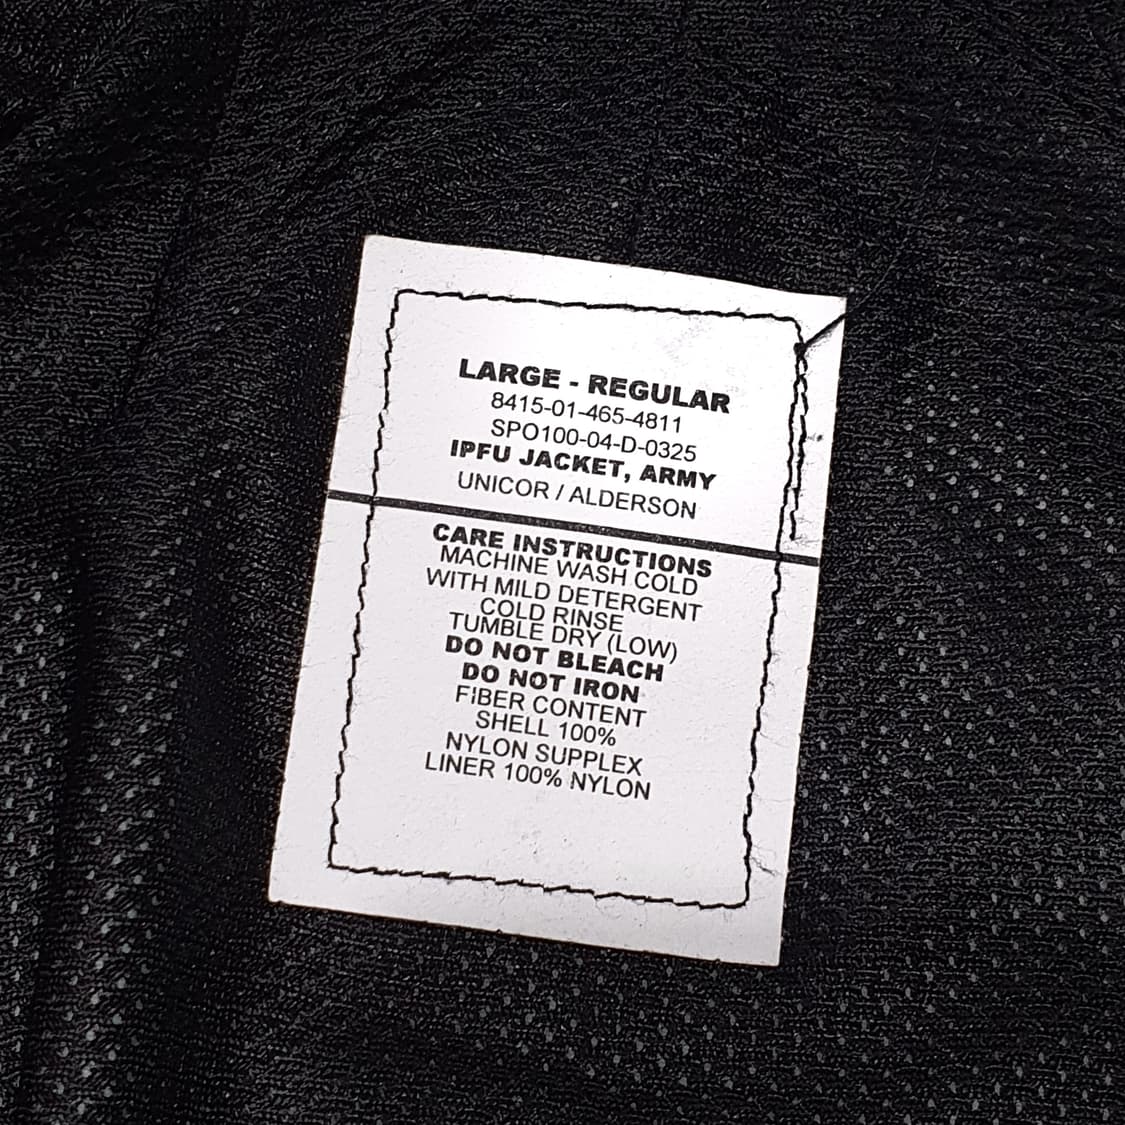 LARGE - REGULAR
8415-01-465-4811
SPO100-04-D-0325
IPFU JACKET, ARMY
UNICOR / ALDERSON
CARE INSTRUCTIONS
MACHINE WASH COLD
WITH MILD DETERGENT
COLD RINSE
TUMBLE DRY (LOW)
DO NOT BLEACH
DO NOT IRON
FIBER CONTENT
SHELL 100%
NYLON SUPPLEX
LINER 100% NYLON